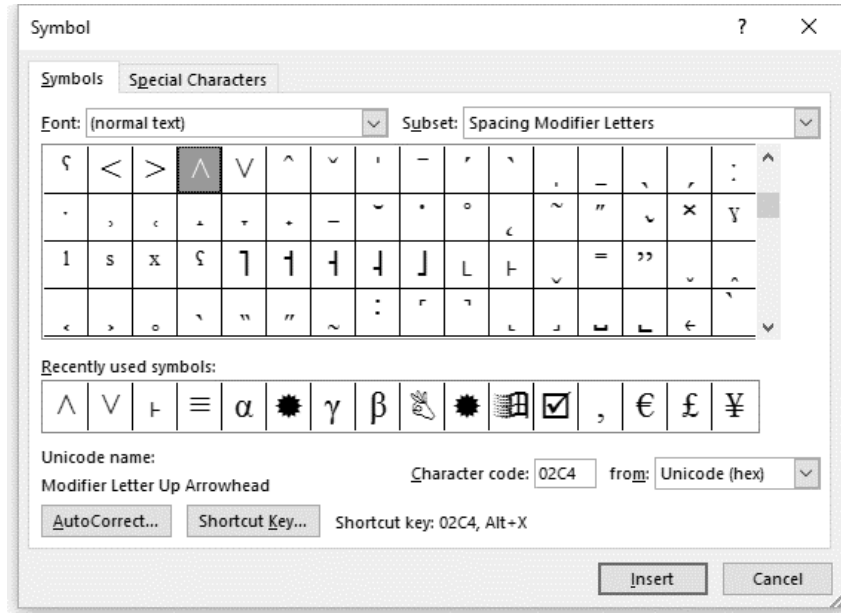 Symbol ? ×
Symbols Special Characters
Font: (normal text) Subset: Spacing Modifier Letters
ˁ ˂ ˃ ˄ ˅ ˆ ˇ ˈ ˉ ˊ ˋ ˌ ˍ ˎ ˏ ː
ˑ ˒ ˓ ˔ ˕ ˖ ˗ ˘ ˙ ˚ ˛ ˜ ˝ ˞ ˟ ˠ
ˡ ˢ ˣ ˤ ˥ ˦ ˧ ˨ ˩ ˪ ˫ ˬ ˭ ˮ ˯ ˰
˱ ˲ ˳ ˴ ˵ ˶ ˷ ˸ ˹ ˺ ˻ ˼ ˽ ˾ ˿
Recently used symbols:
˄ ˅ ˫ ≡ α γ β ☑ , € £ ¥
Unicode name:
Modifier Letter Up Arrowhead
Character code: 02C4 from: Unicode (hex)
AutoCorrect... Shortcut Key... Shortcut key: 02C4, Alt+X
Insert Cancel